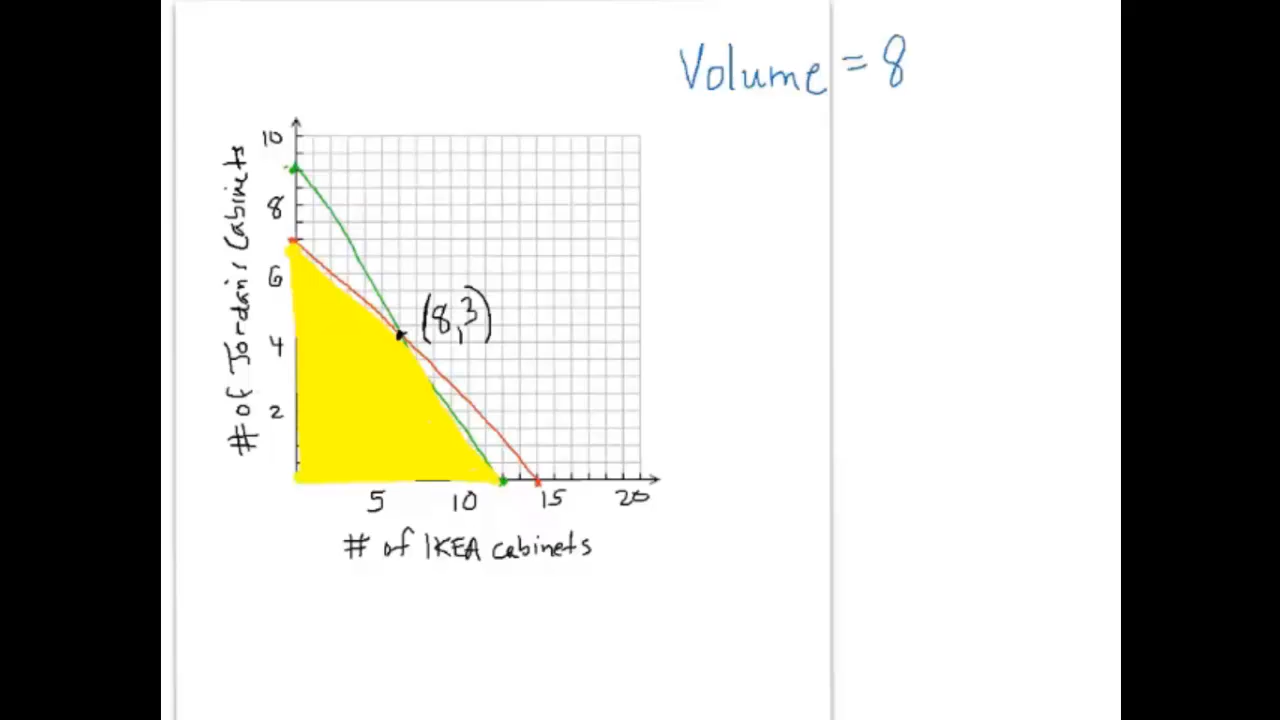 Volume = 8
# of Jordan's Cabinets
10
8
6
4
2
(8,3)
5 10 15 20
# of IKEA cabinets